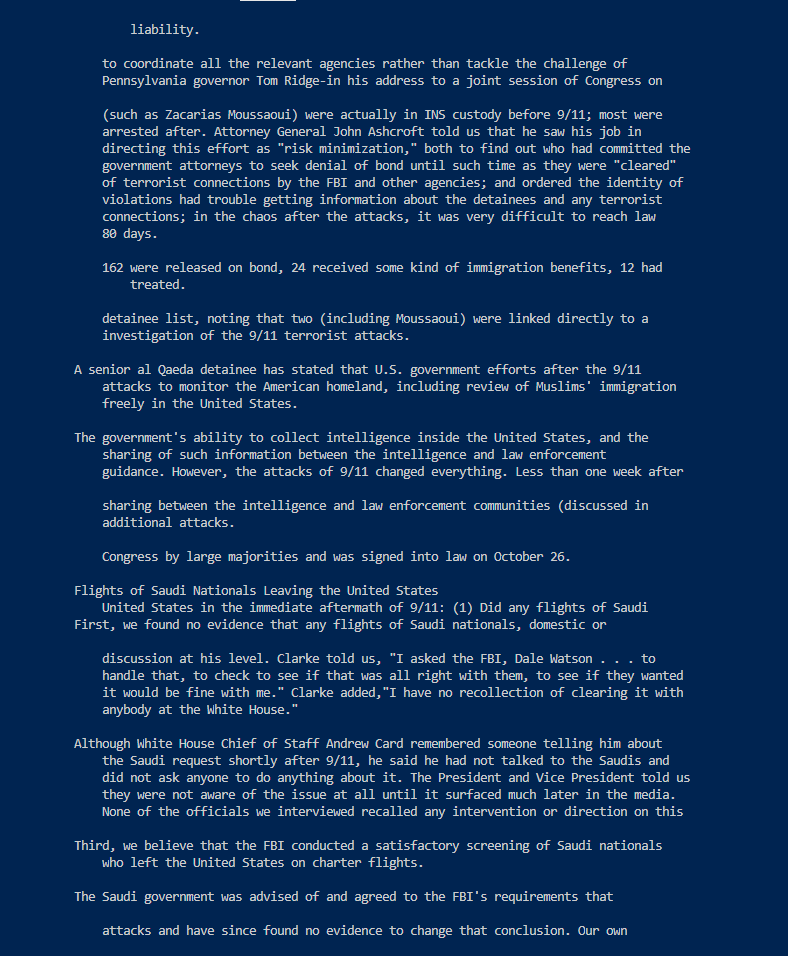 liability.
to coordinate all the relevant agencies rather than tackle the challenge of
Pennsylvania governor Tom Ridge-in his address to a joint session of Congress on
(such as Zacarias Moussaoui) were actually in INS custody before 9/11; most were
arrested after. Attorney General John Ashcroft told us that he saw his job in
directing this effort as "risk minimization," both to find out who had committed the
government attorneys to seek denial of bond until such time as they were "cleared"
of terrorist connections by the FBI and other agencies; and ordered the identity of
violations had trouble getting information about the detainees and any terrorist
connections; in the chaos after the attacks, it was very difficult to reach law
80 days.
162 were released on bond, 24 received some kind of immigration benefits, 12 had
treated.
detainee list, noting that two (including Moussaoui) were linked directly to a
investigation of the 9/11 terrorist attacks.
A senior al Qaeda detainee has stated that U.S. government efforts after the 9/11
attacks to monitor the American homeland, including review of Muslims' immigration
freely in the United States.
The government's ability to collect intelligence inside the United States, and the
sharing of such information between the intelligence and law enforcement
guidance. However, the attacks of 9/11 changed everything. Less than one week after
sharing between the intelligence and law enforcement communities (discussed in
additional attacks.
Congress by large majorities and was signed into law on October 26.
Flights of Saudi Nationals Leaving the United States
United States in the immediate aftermath of 9/11: (1) Did any flights of Saudi
First, we found no evidence that any flights of Saudi nationals, domestic or
discussion at his level. Clarke told us, "I asked the FBI, Dale Watson . . . to
handle that, to check to see if that was all right with them, to see if they wanted
it would be fine with me." Clarke added,"I have no recollection of clearing it with
anybody at the White House."
Although White House Chief of Staff Andrew Card remembered someone telling him about
the Saudi request shortly after 9/11, he said he had not talked to the Saudis and
did not ask anyone to do anything about it. The President and Vice President told us
they were not aware of the issue at all until it surfaced much later in the media.
None of the officials we interviewed recalled any intervention or direction on this
Third, we believe that the FBI conducted a satisfactory screening of Saudi nationals
who left the United States on charter flights.
The Saudi government was advised of and agreed to the FBI's requirements that
attacks and have since found no evidence to change that conclusion. Our own